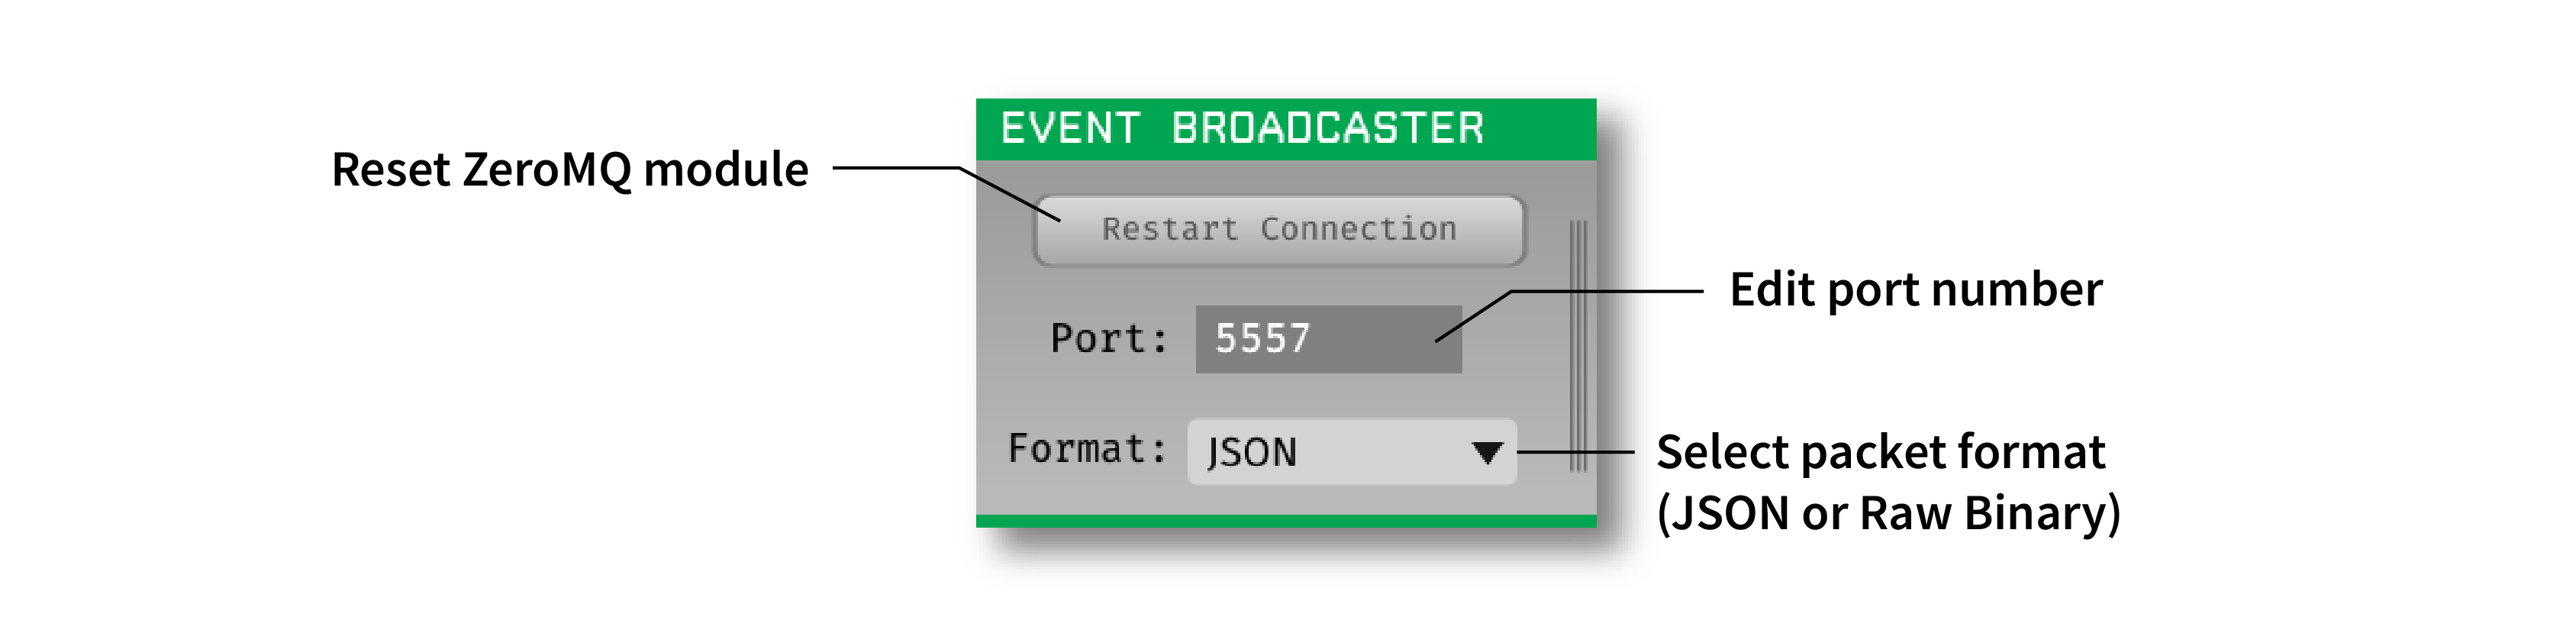 EVENT BROADCASTER
Reset ZeroMQ module
Restart Connection
Edit port number
Port: 5557
Format: JSON
Select packet format
(JSON or Raw Binary)